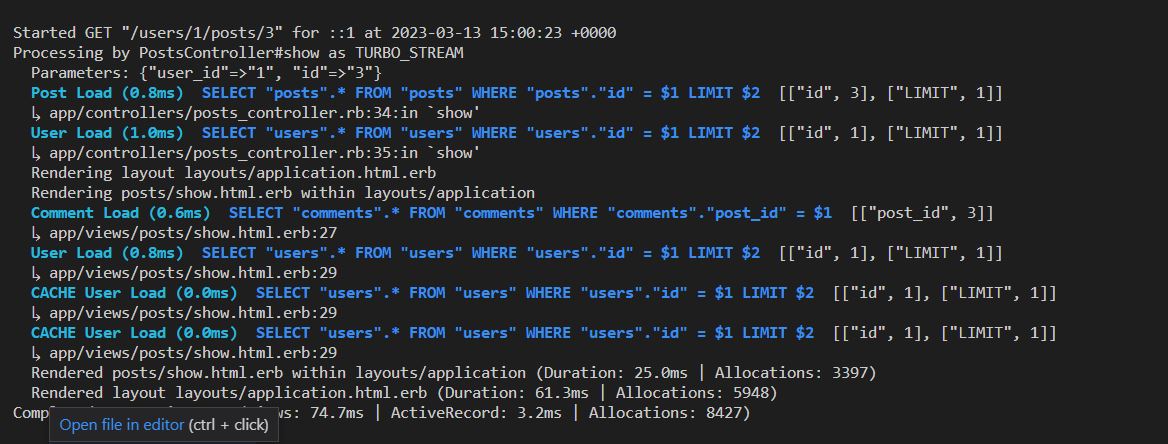 Started GET "/users/1/posts/3" for ::1 at 2023-03-13 15:00:23 +0000
Processing by PostsController#show as TURBO_STREAM
  Parameters: {"user_id"=>"1", "id"=>"3"}
  Post Load (0.8ms)  SELECT "posts".* FROM "posts" WHERE "posts"."id" = $1 LIMIT $2  [["id", 3], ["LIMIT", 1]]
  ↳ app/controllers/posts_controller.rb:34:in `show'
  User Load (1.0ms)  SELECT "users".* FROM "users" WHERE "users"."id" = $1 LIMIT $2  [["id", 1], ["LIMIT", 1]]
  ↳ app/controllers/posts_controller.rb:35:in `show'
  Rendering layout layouts/application.html.erb
  Rendering posts/show.html.erb within layouts/application
  Comment Load (0.6ms)  SELECT "comments".* FROM "comments" WHERE "comments"."post_id" = $1  [["post_id", 3]]
  ↳ app/views/posts/show.html.erb:27
  User Load (0.8ms)  SELECT "users".* FROM "users" WHERE "users"."id" = $1 LIMIT $2  [["id", 1], ["LIMIT", 1]]
  ↳ app/views/posts/show.html.erb:29
  CACHE User Load (0.0ms)  SELECT "users".* FROM "users" WHERE "users"."id" = $1 LIMIT $2  [["id", 1], ["LIMIT", 1]]
  ↳ app/views/posts/show.html.erb:29
  CACHE User Load (0.0ms)  SELECT "users".* FROM "users" WHERE "users"."id" = $1 LIMIT $2  [["id", 1], ["LIMIT", 1]]
  ↳ app/views/posts/show.html.erb:29
  Rendered posts/show.html.erb within layouts/application (Duration: 25.0ms | Allocations: 3397)
  Rendered layout layouts/application.html.erb (Duration: 61.3ms | Allocations: 5948)
74.7ms | ActiveRecord: 3.2ms | Allocations: 8427)
Open file in editor (ctrl + click)